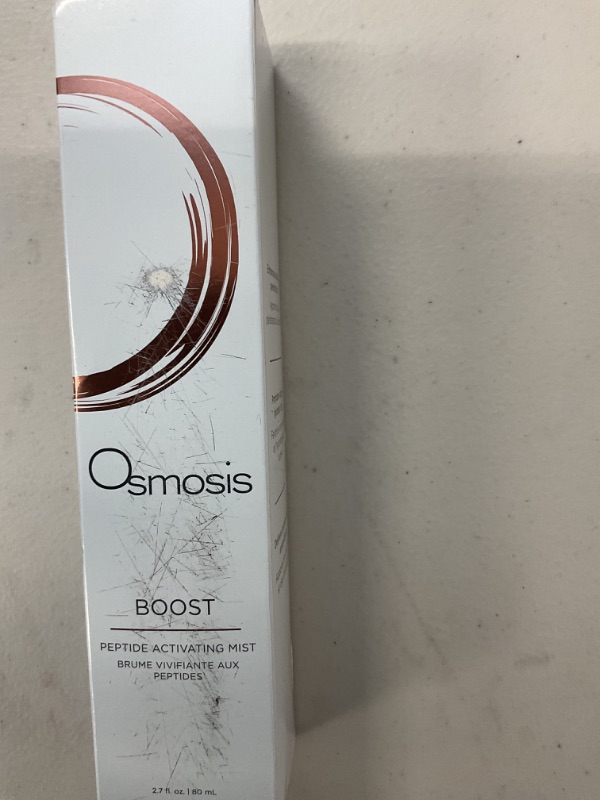 Osmosis
BOOST
PEPTIDE ACTIVATING MIST
BRUME VIVIFIANTE AUX
PEPTIDES
2.7 fl. oz. | 80 mL